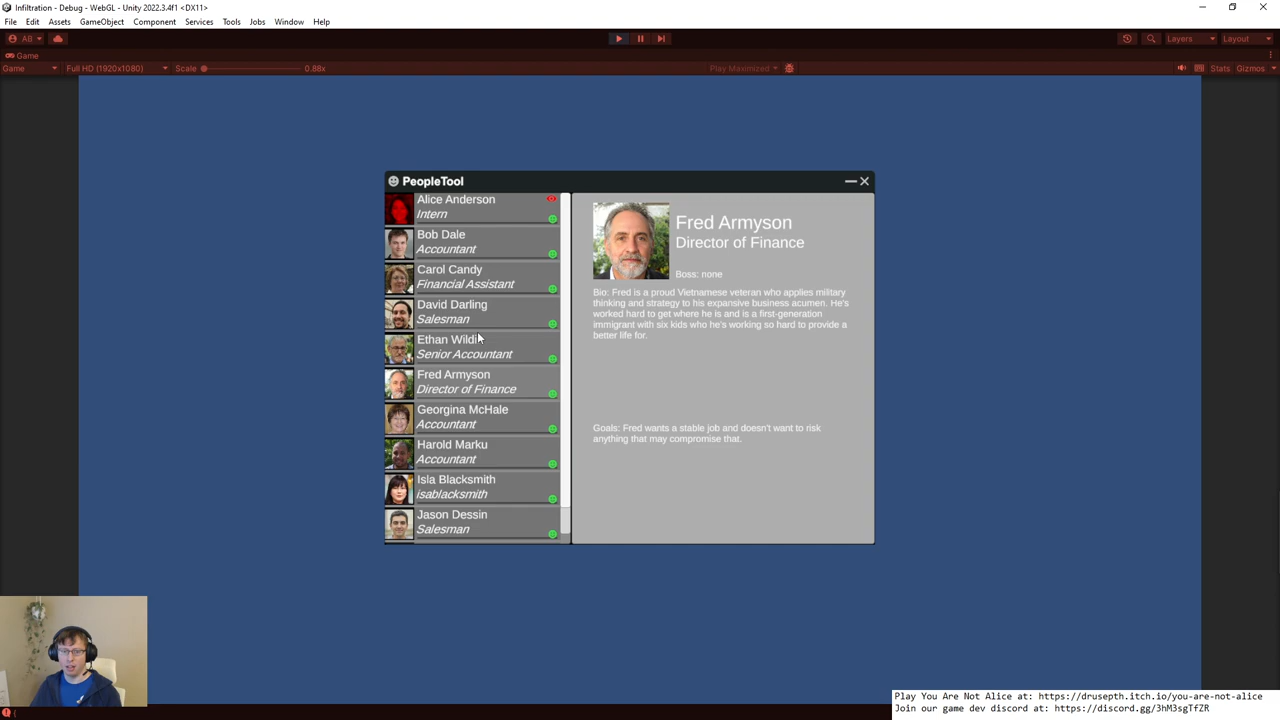 Infiltration - Debug - WebGL - Unity 2022.3.4f1 <DX11>
File Edit Assets GameObject Component Services Tools Jobs Window Help
AB
Layers Layout
Game
Game Full HD (1920x1080) Scale 0.88x Play Maximized Stats Gizmos
PeopleTool
Alice Anderson
Intern
Bob Dale
Accountant
Carol Candy
Financial Assistant
David Darling
Salesman
Ethan Wildi
Senior Accountant
Fred Armyson
Director of Finance
Georgina McHale
Accountant
Harold Marku
Accountant
Isla Blacksmith
isablacksmith
Jason Dessin
Salesman
Fred Armyson
Director of Finance
Boss: none
Bio: Fred is a proud Vietnamese veteran who applies military
thinking and strategy to his expansive business acumen. He's
worked hard to get where he is and is a first-generation
immigrant with six kids who he's working so hard to provide a
better life for.
Goals: Fred wants a stable job and doesn't want to risk
anything that may compromise that.
Play You Are Not Alice at: https://drusepth.itch.io/you-are-not-alice
Join our game dev discord at: https://discord.gg/3hM3sgTfZR
{